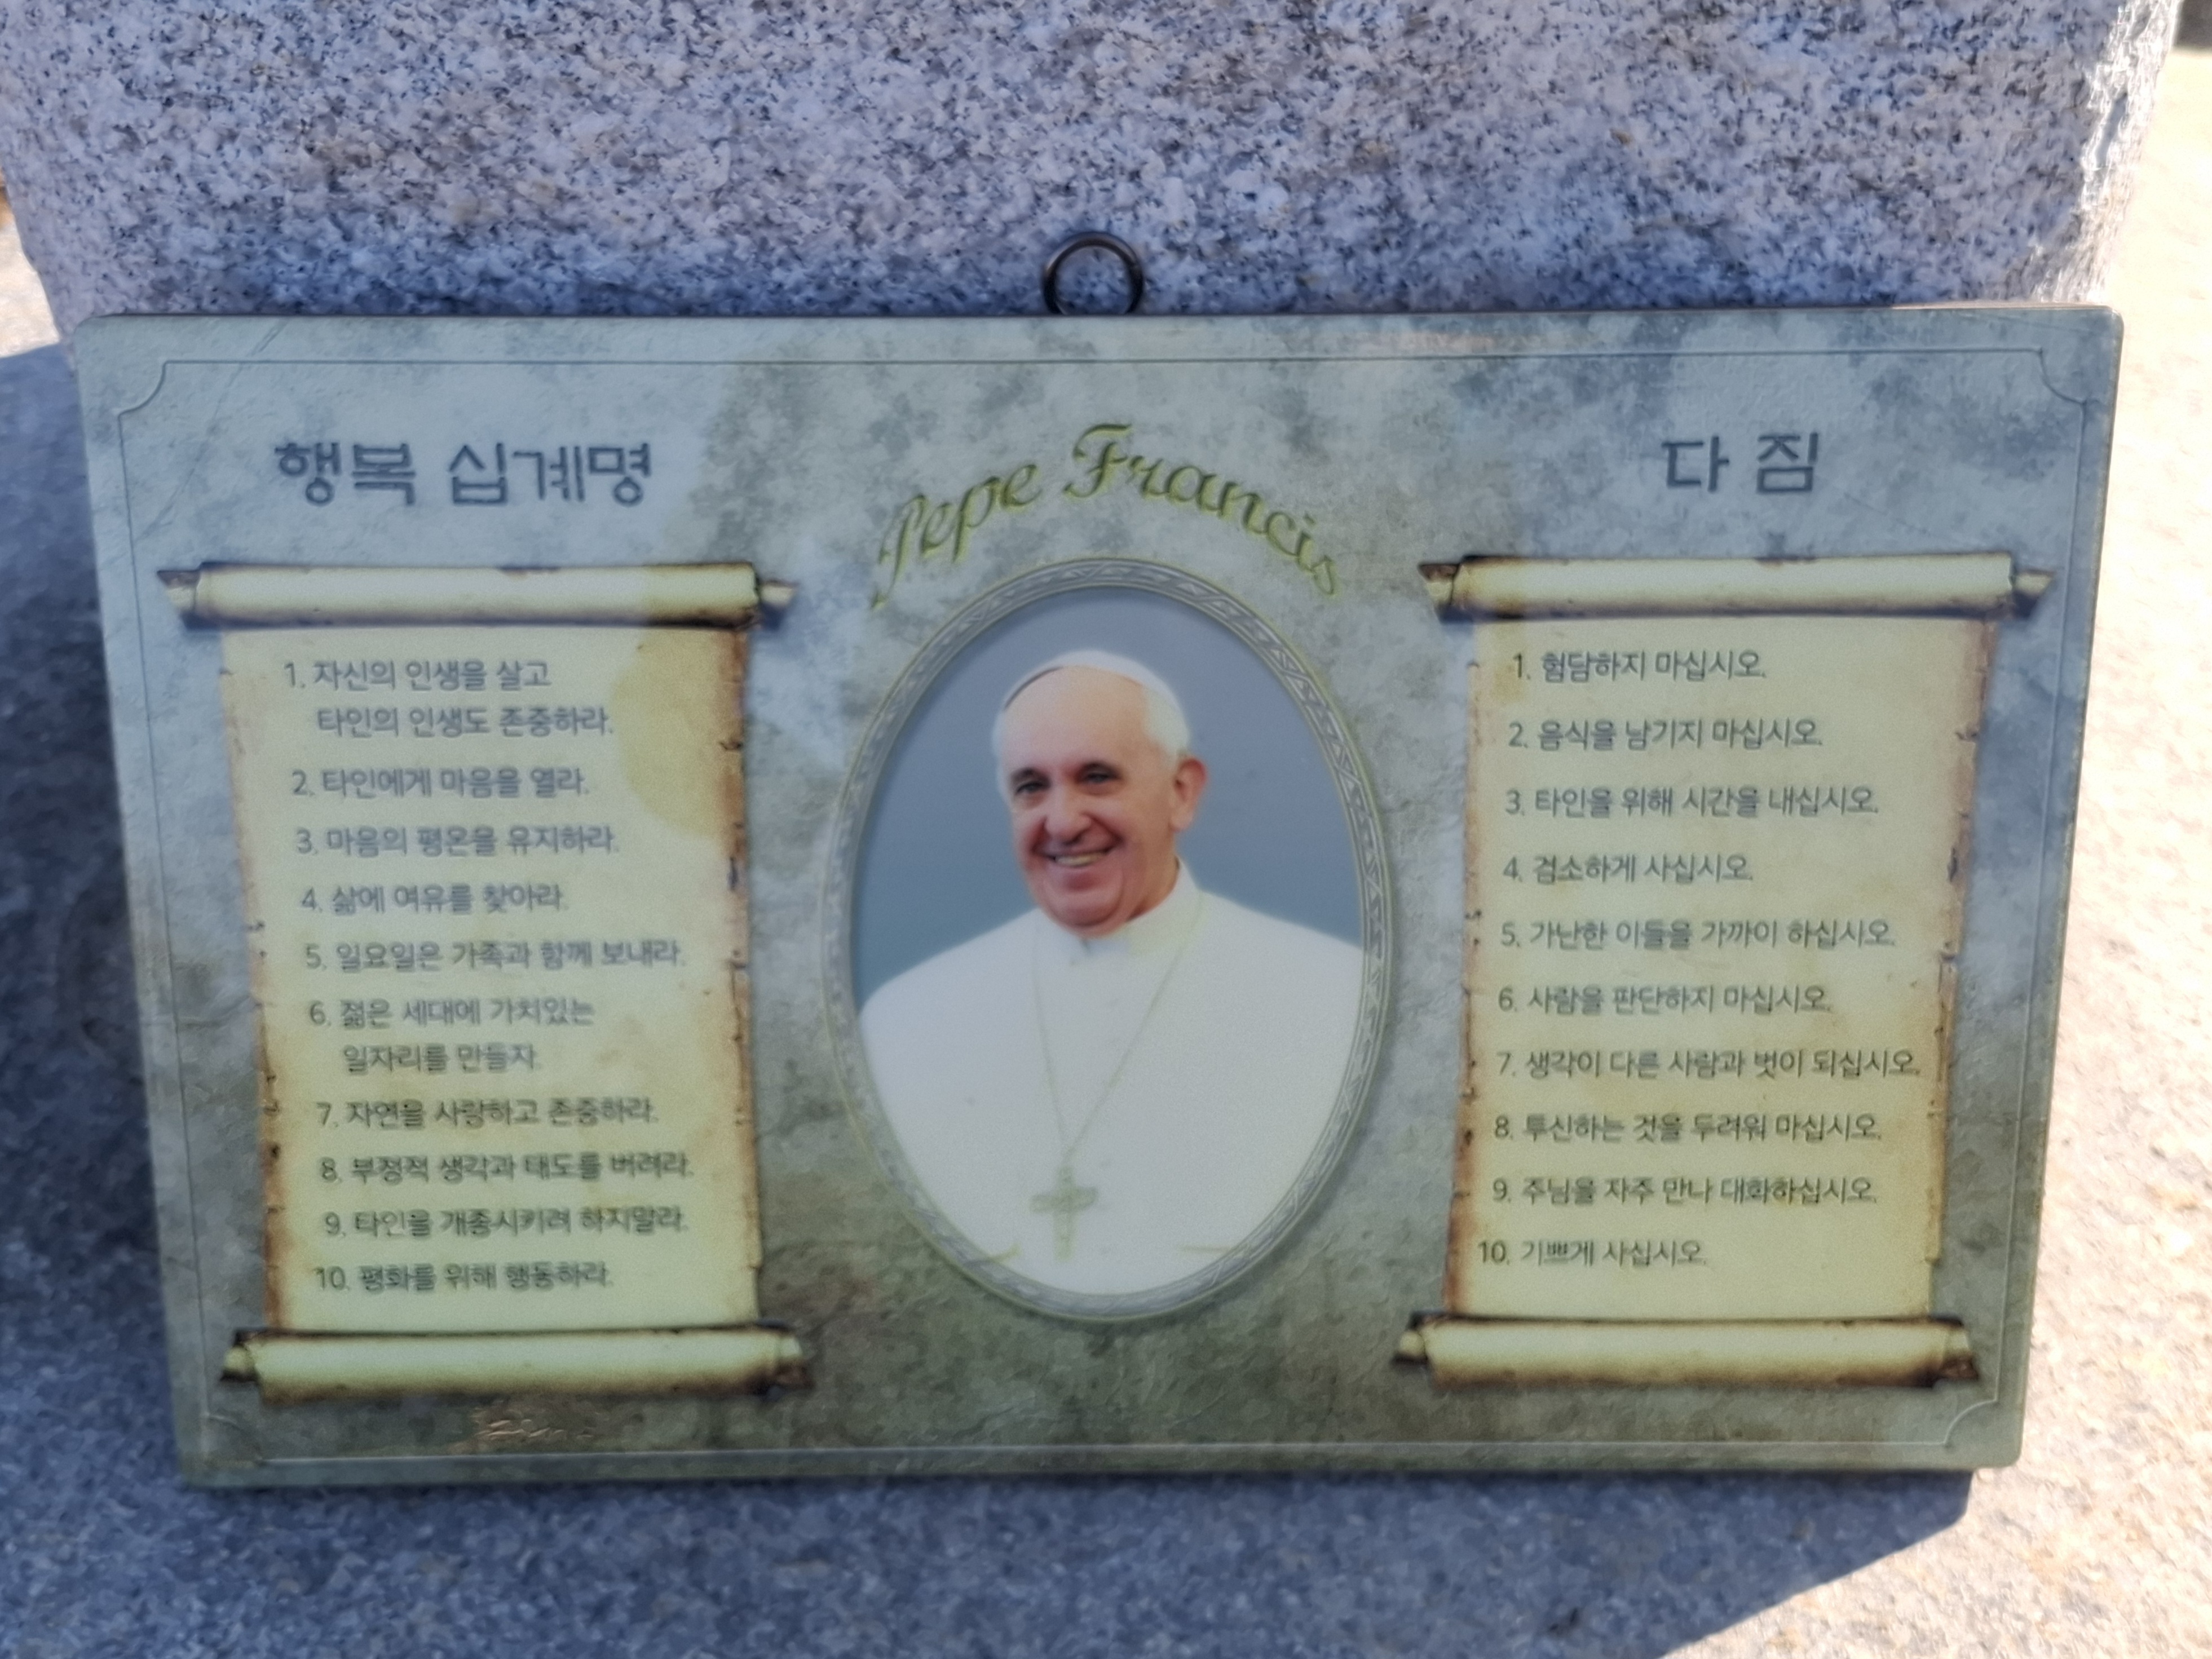 행복 십계명
1. 자신의 인생을 살고
타인의 인생도 존중하라.
2. 타인에게 마음을 열라.
3. 마음의 평온을 유지하라.
4. 삶에 여유를 찾아라.
5. 일요일은 가족과 함께 보내라.
6. 젊은 세대에 가치있는
일자리를 만들자.
7. 자연을 사랑하고 존중하라.
8. 부정적 생각과 태도를 버려라.
9. 타인을 개종시키려 하지말라.
10. 평화를 위해 행동하라.
Pepe Francis
다 짐
1. 험담하지 마십시오.
2. 음식을 남기지 마십시오.
3. 타인을 위해 시간을 내십시오.
4. 검소하게 사십시오.
5. 가난한 이들을 가까이 하십시오.
6. 사람을 판단하지 마십시오.
7. 생각이 다른 사람과 벗이 되십시오.
8. 투신하는 것을 두려워 마십시오.
9. 주님을 자주 만나 대화하십시오.
10. 기쁘게 사십시오.